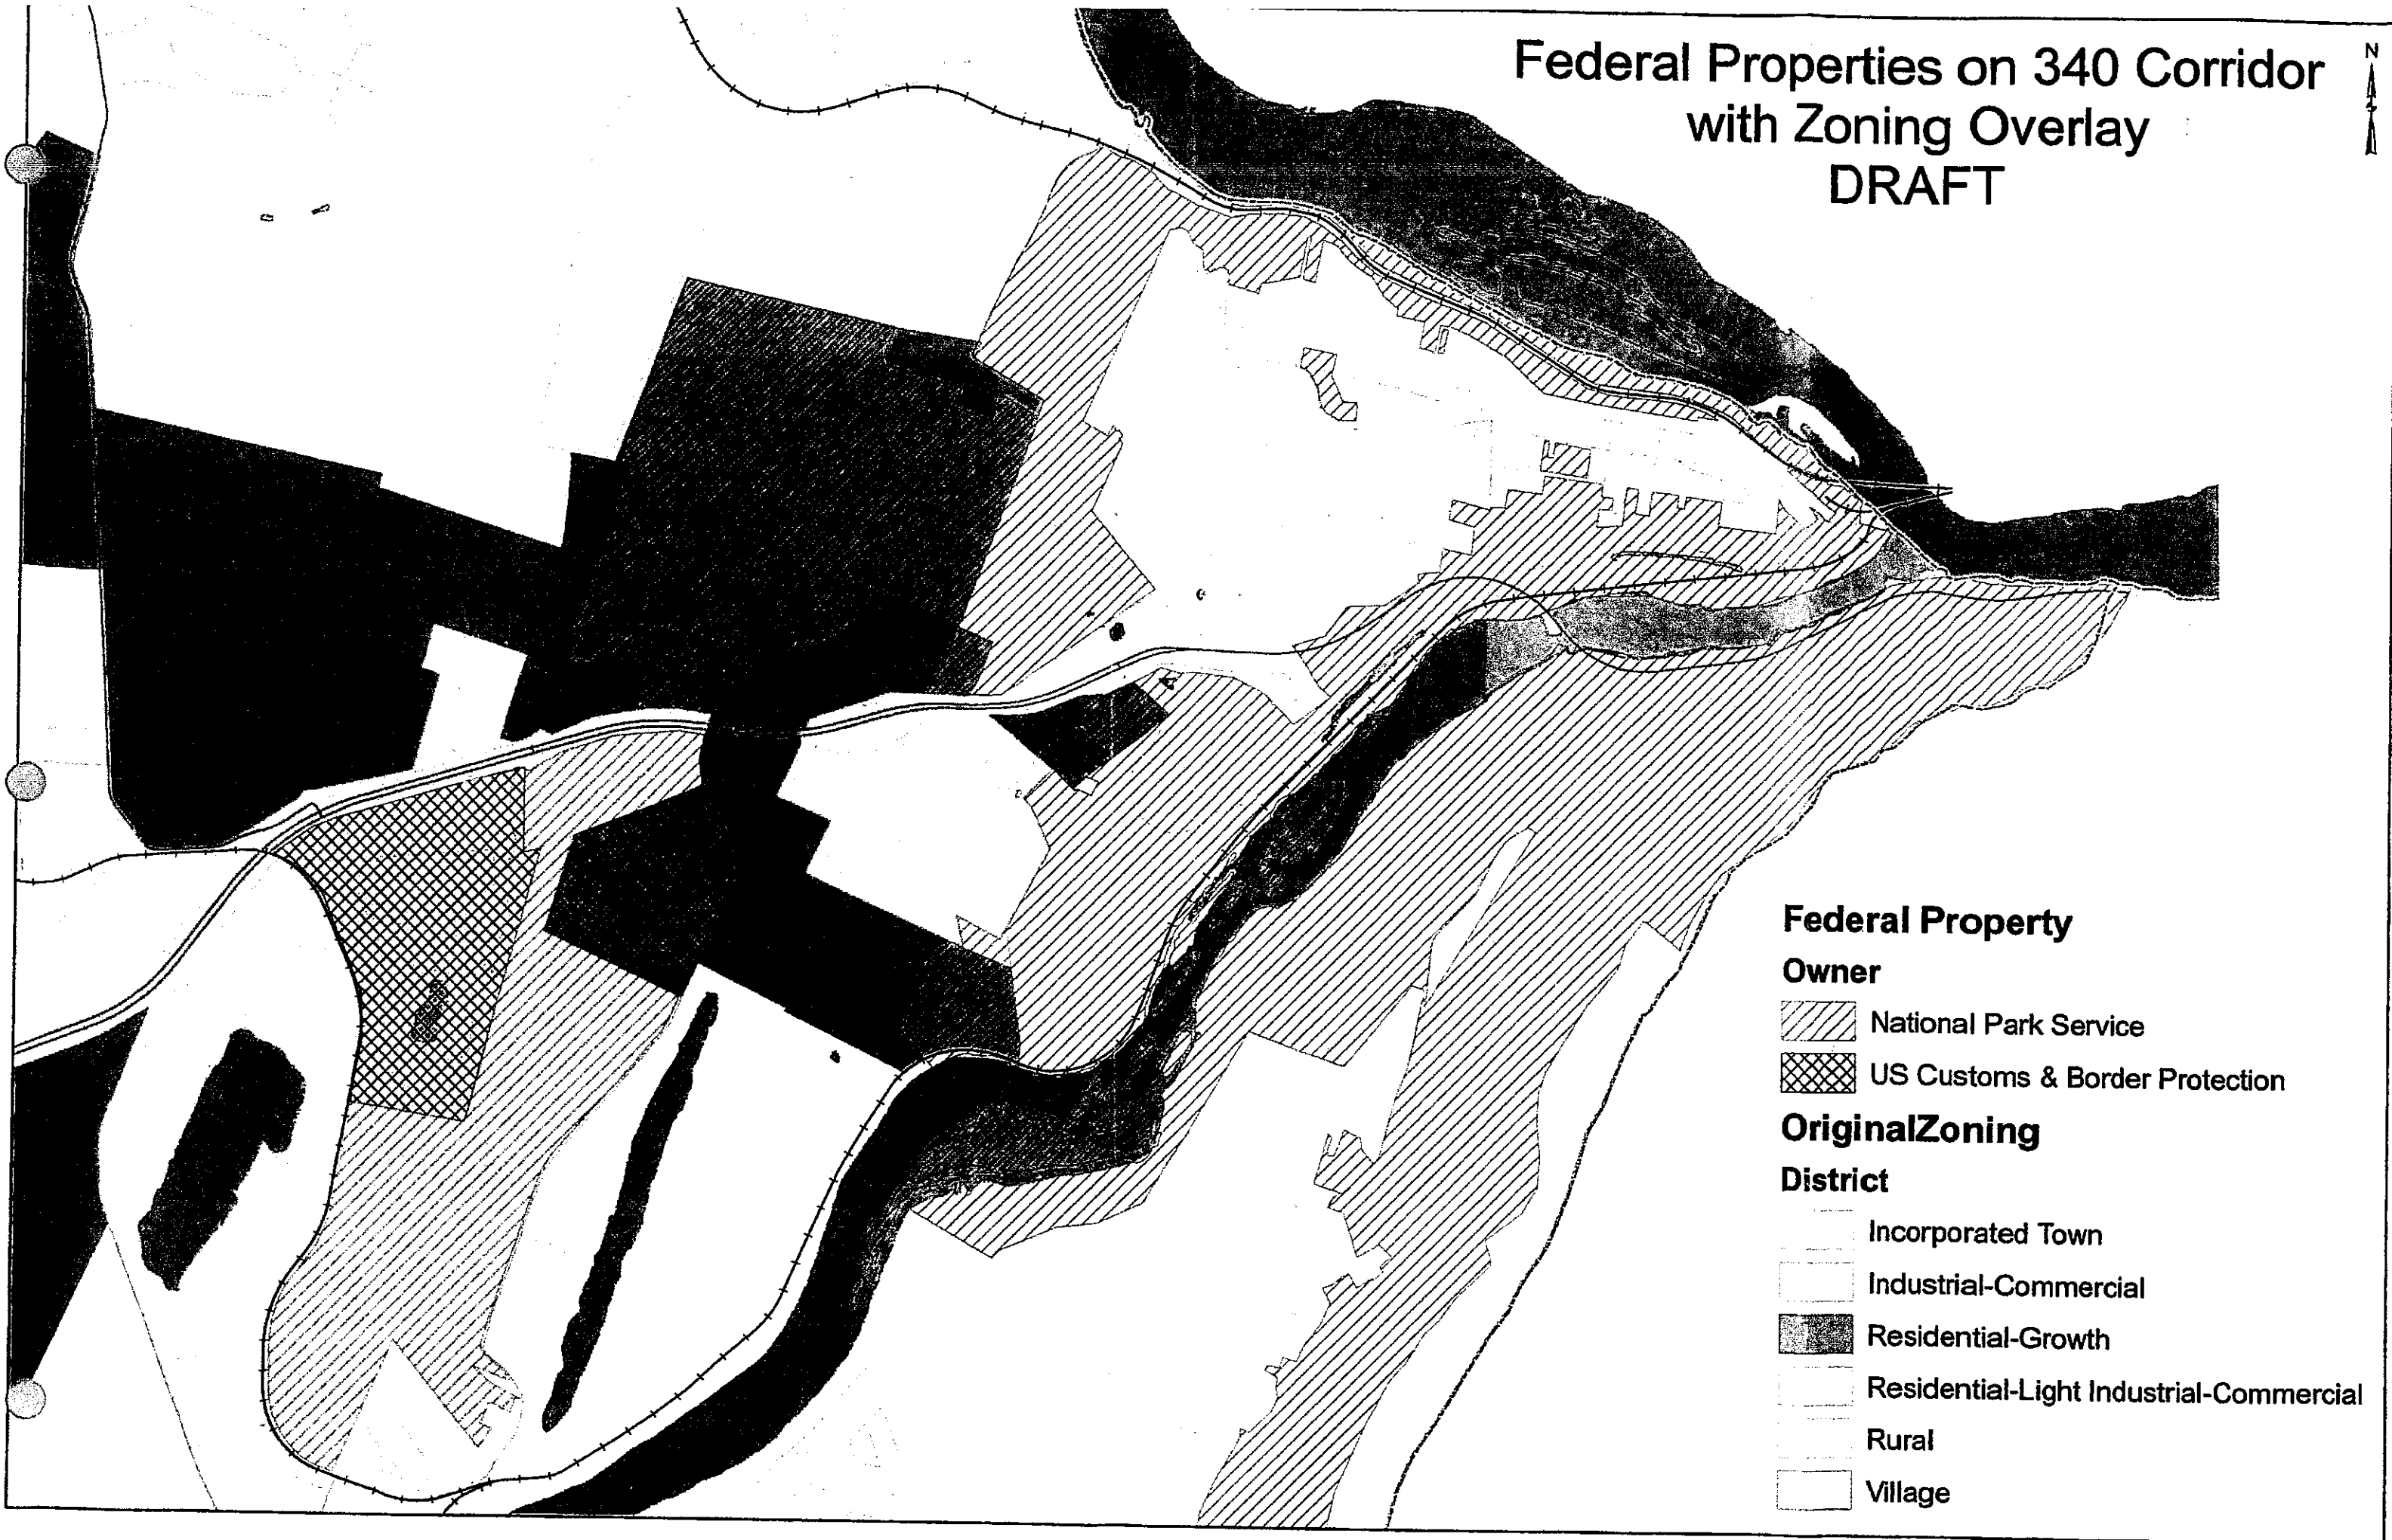 Federal Properties on 340 Corridor
with Zoning Overlay
DRAFT
N
Federal Property
Owner
National Park Service
US Customs & Border Protection
OriginalZoning
District
Incorporated Town
Industrial-Commercial
Residential-Growth
Residential-Light Industrial-Commercial
Rural
Village